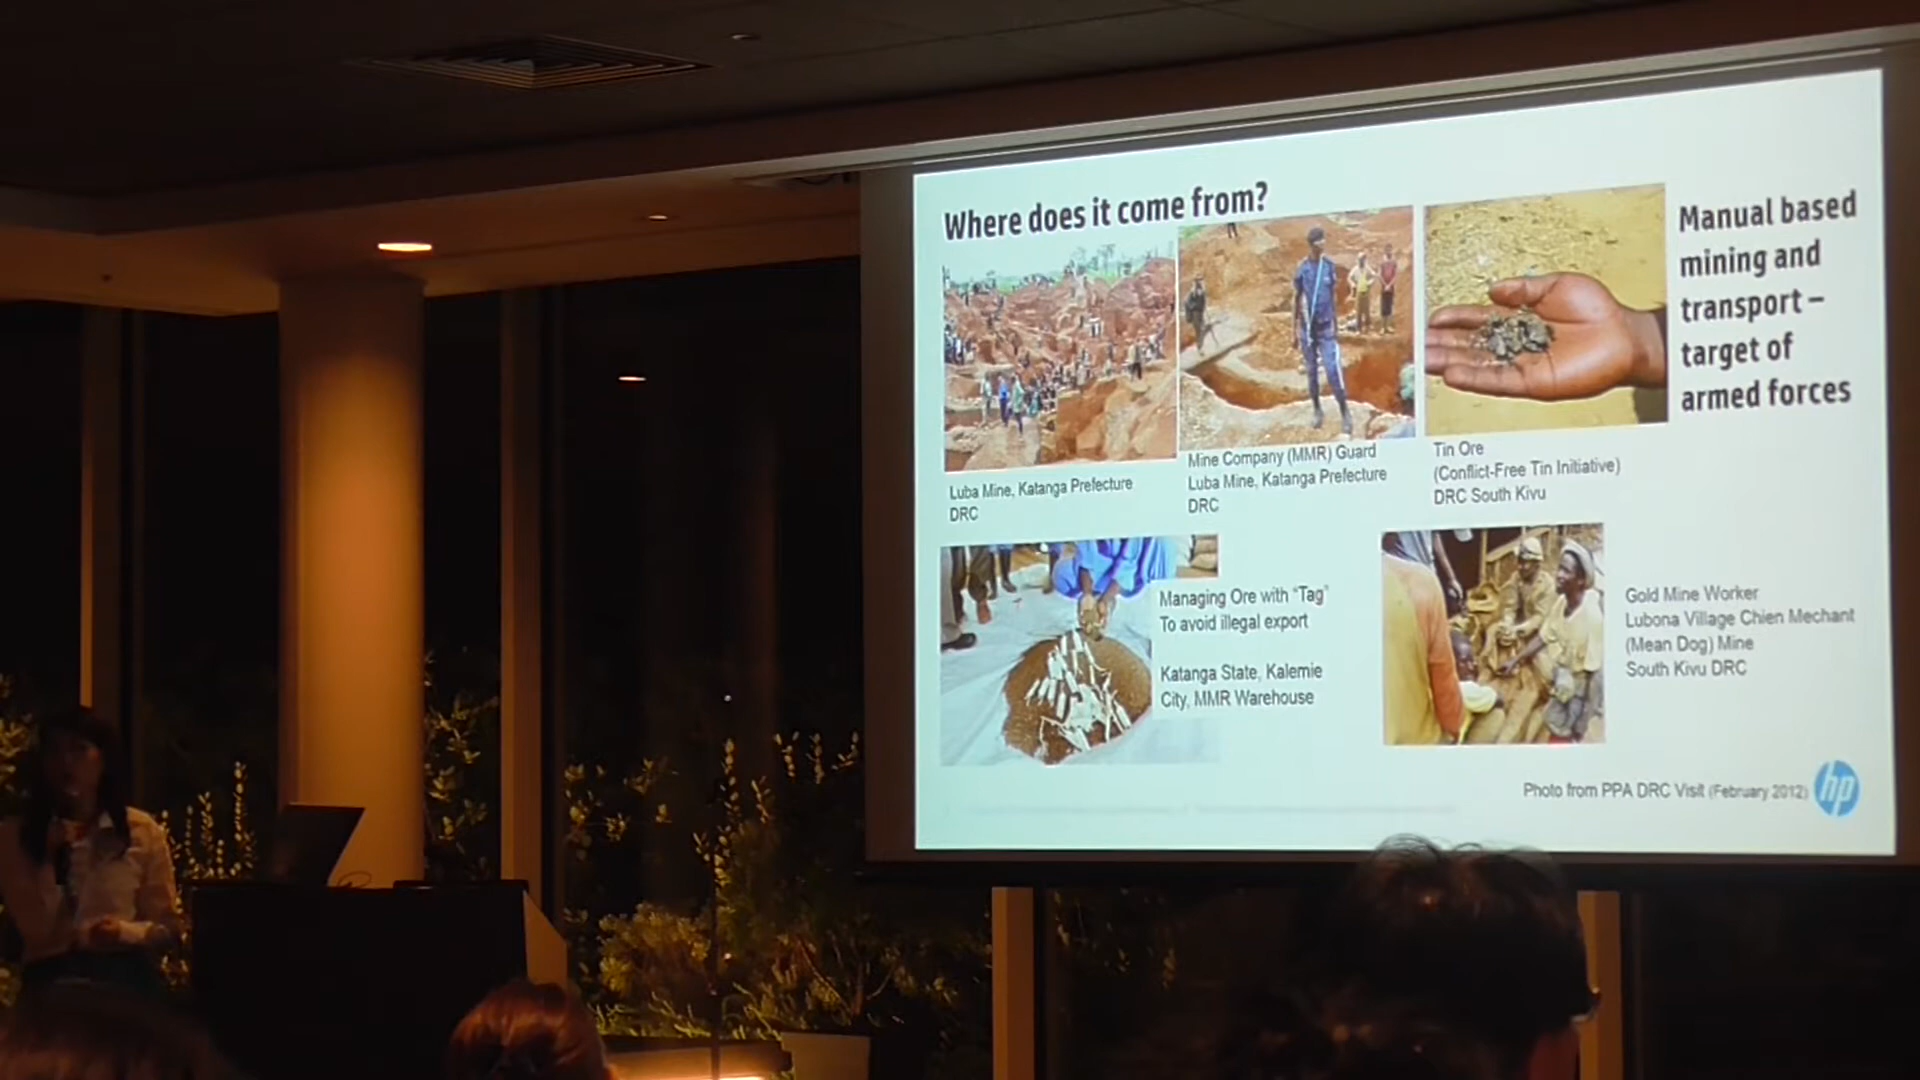 Where does it come from?
Manual based
mining and
transport –
target of
armed forces
Luba Mine, Katanga Prefecture
DRC
Mine Company (MMR) Guard
Luba Mine, Katanga Prefecture
DRC
Tin Ore
(Conflict-Free Tin Initiative)
DRC South Kivu
Managing Ore with “Tag”
To avoid illegal export
Katanga State, Kalemie
City, MMR Warehouse
Gold Mine Worker
Lubona Village Chien Mechant
(Mean Dog) Mine
South Kivu DRC
Photo from PPA DRC Visit (February 2012)
hp